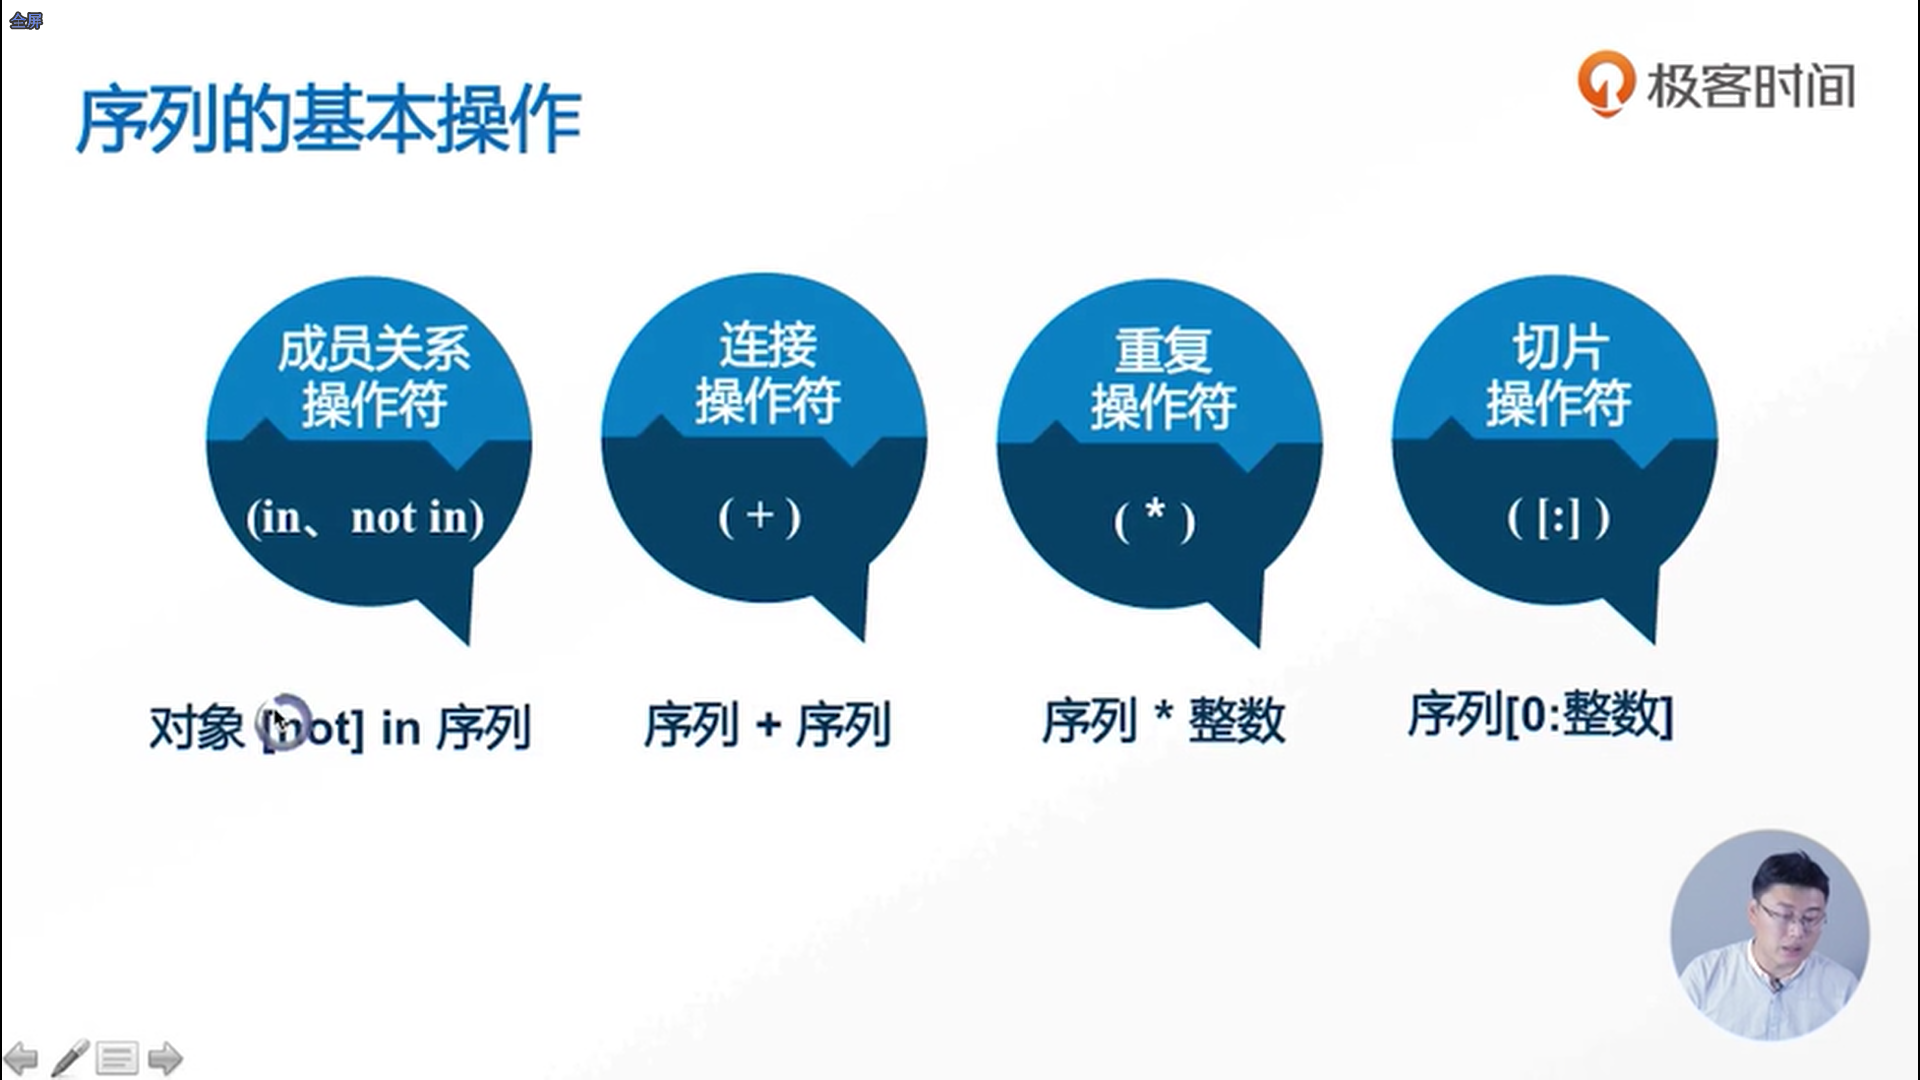 全屏
极客时间
序列的基本操作
成员关系
操作符
(in、not in)
连接
操作符
( + )
重复
操作符
( * )
切片
操作符
( [:] )
对象 [not] in 序列
序列 + 序列
序列 * 整数
序列[0:整数]